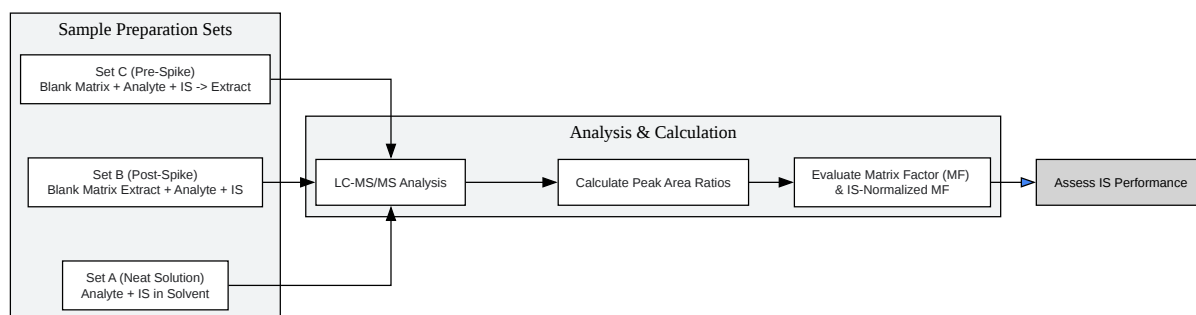 Sample Preparation Sets
Set C (Pre-Spike)
Blank Matrix + Analyte + IS -> Extract
Set B (Post-Spike)
Blank Matrix Extract + Analyte + IS
Set A (Neat Solution)
Analyte + IS in Solvent
Analysis & Calculation
LC-MS/MS Analysis
Calculate Peak Area Ratios
Evaluate Matrix Factor (MF)
& IS-Normalized MF
Assess IS Performance